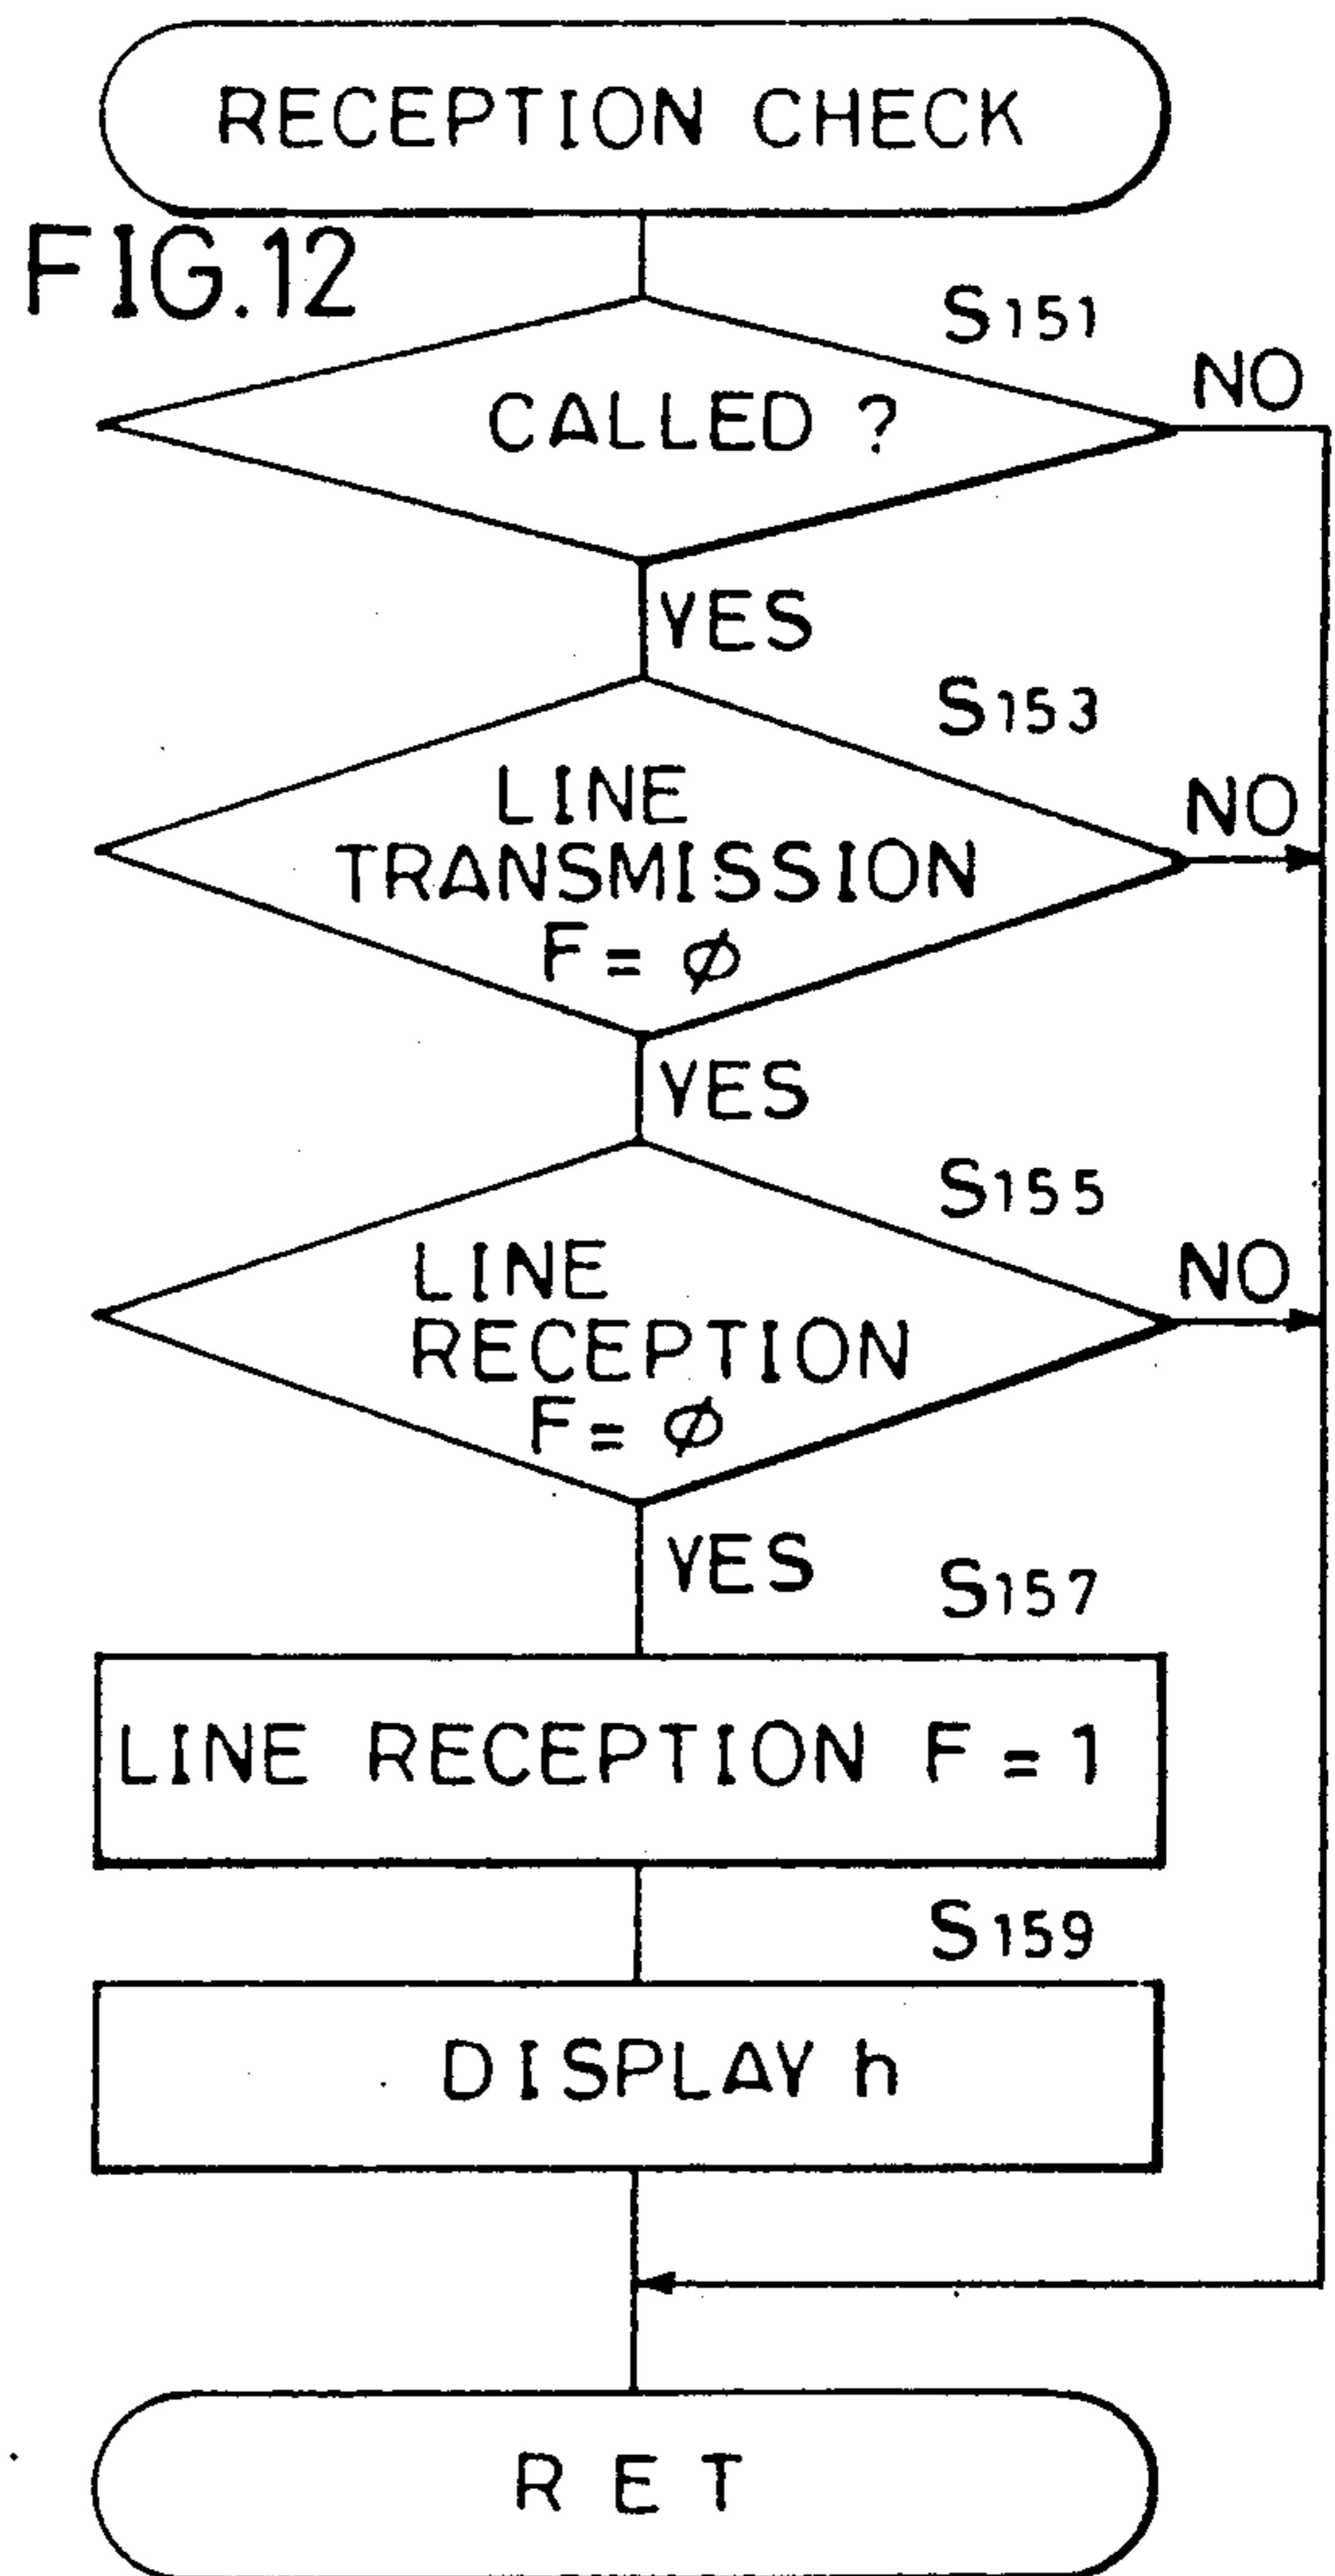 RECEPTION CHECK
FIG.12
S151
CALLED ?
NO
YES
S153
LINE
TRANSMISSION
F = ϕ
NO
YES
S155
LINE
RECEPTION
F = ϕ
NO
YES
S157
LINE RECEPTION F = 1
S159
DISPLAY h
RET